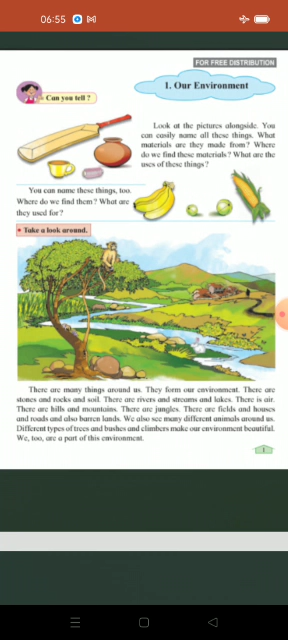 06:55
FOR FREE DISTRIBUTION
1. Our Environment
Can you tell ?
Look at the pictures alongside. You
can easily name all these things. What
materials are they made from? Where
do we find these materials? What are the
uses of these things?
You can name these things, too.
Where do we find them? What are
they used for?
• Take a look around.
There are many things around us. They form our environment. There are
stones and rocks and soil. There are rivers and streams and lakes. There is air.
There are hills and mountains. There are jungles. There are fields and houses
and roads and also barren lands. We also see many different animals around us.
Different types of trees and bushes and climbers make our environment beautiful.
We, too, are a part of this environment.
1